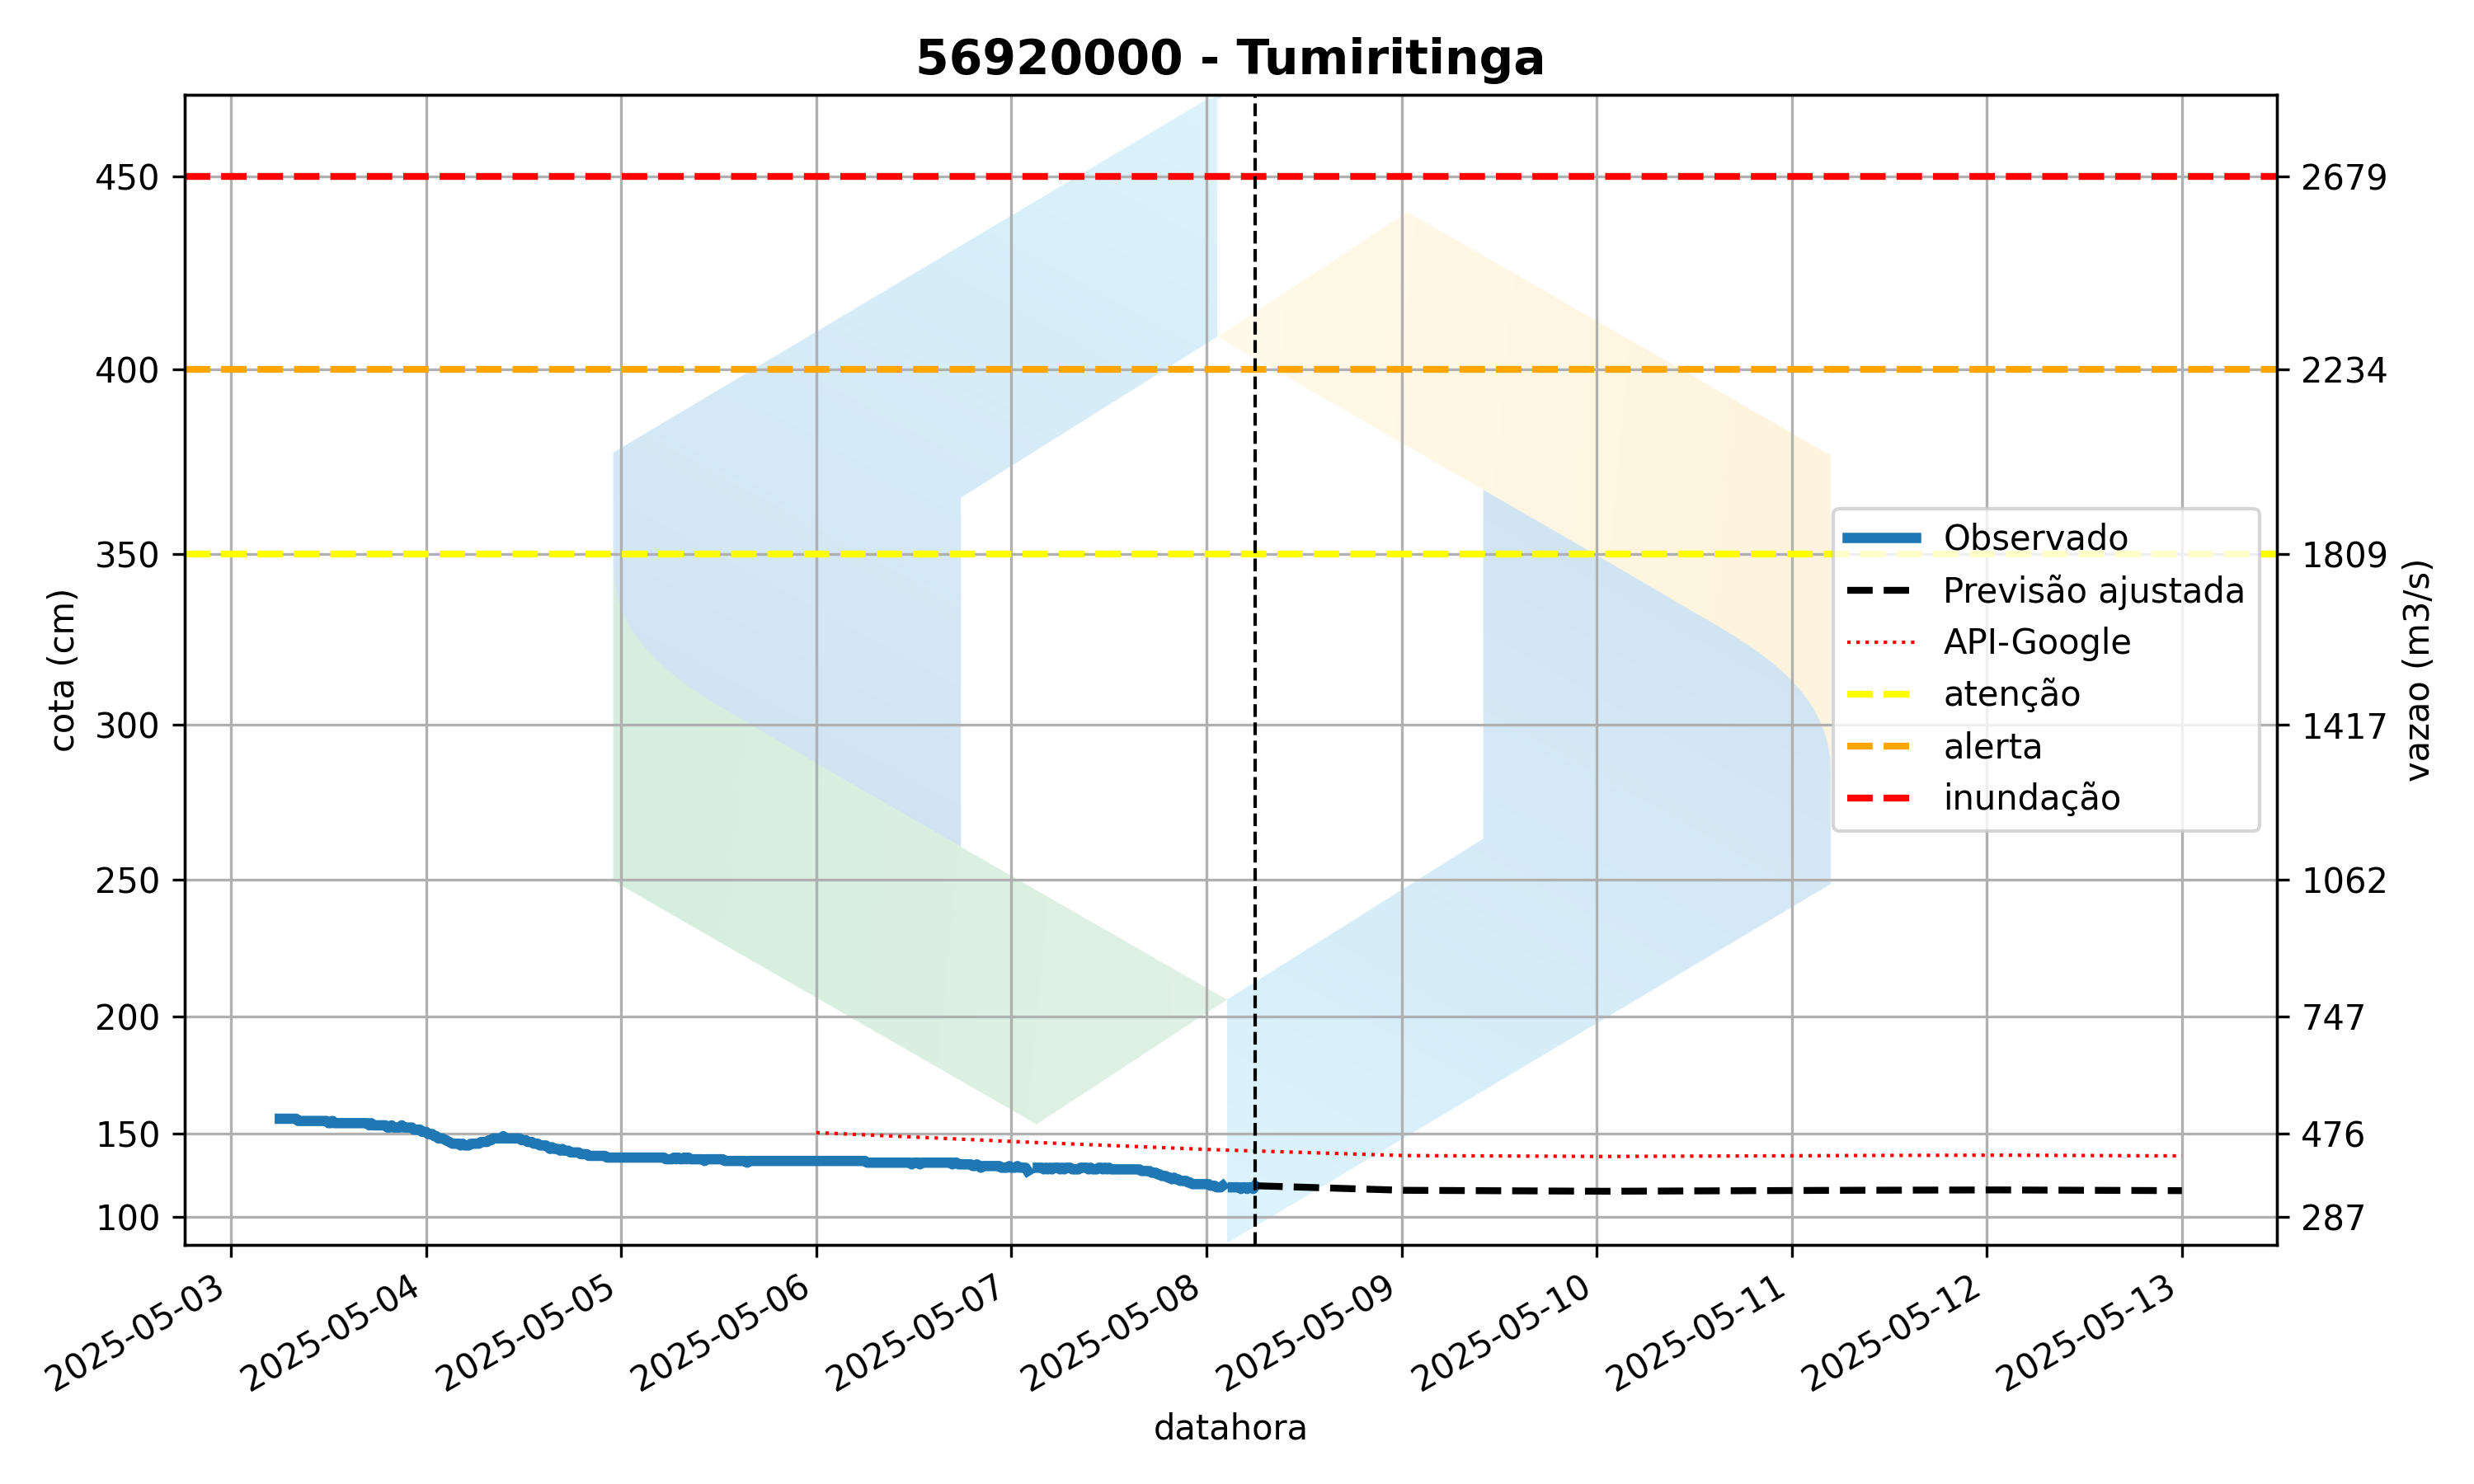 56920000 - Tumiritinga
cota (cm)
450
400
350
300
250
200
150
100
2679
2234
1809
1417
1062
747
476
287
vazao (m3/s)
Observado
Previsão ajustada
API-Google
atenção
alerta
inundação
2025-05-03
2025-05-04
2025-05-05
2025-05-06
2025-05-07
2025-05-08
2025-05-09
2025-05-10
2025-05-11
2025-05-12
2025-05-13
datahora